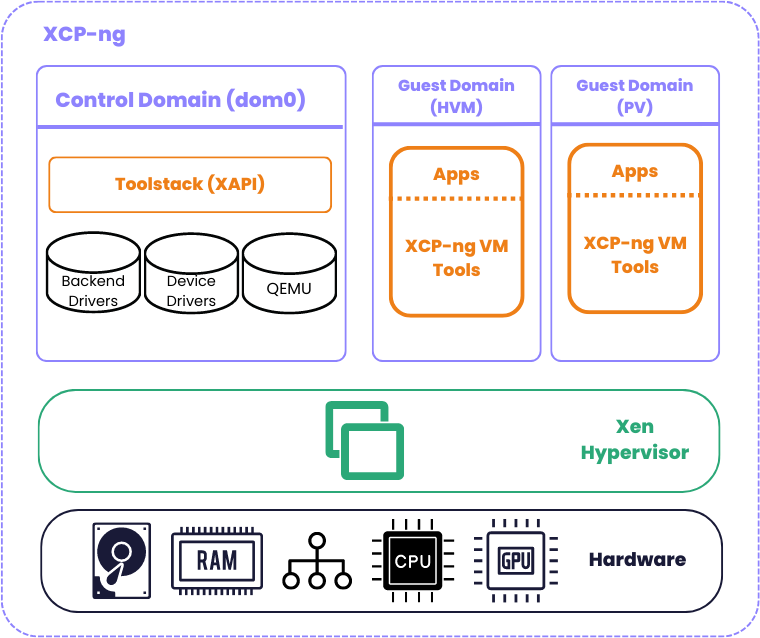 XCP-ng
Control Domain (dom0)
Toolstack (XAPI)
Backend
Drivers
Device
Drivers
QEMU
Guest Domain
(HVM)
Apps
XCP-ng VM
Tools
Guest Domain
(PV)
Apps
XCP-ng VM
Tools
Xen
Hypervisor
RAM
CPU
GPU
Hardware